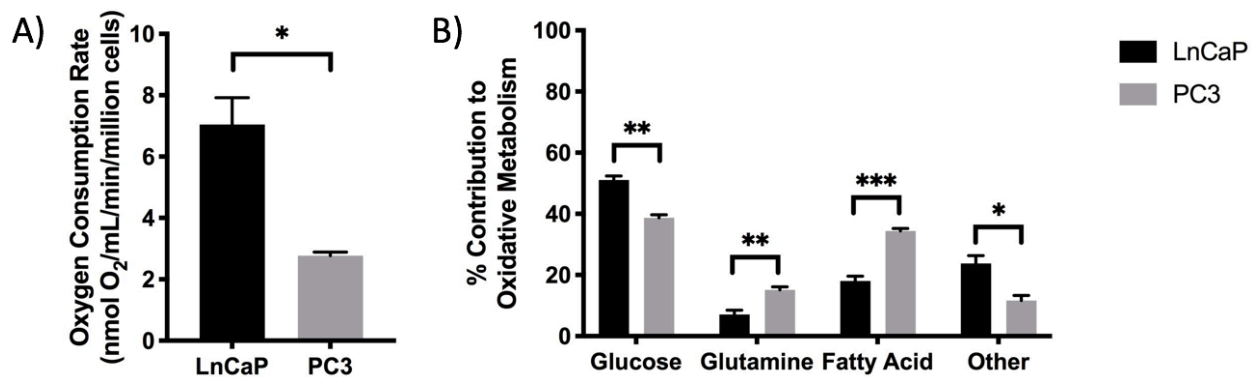 A)
Oxygen Consumption Rate
(nmol O₂/mL/min/million cells)
10
8
6
4
2
0
*
LnCaP
PC3
B)
% Contribution to
Oxidative Metabolism
100
80
60
40
20
0
**
**
***
*
Glucose
Glutamine
Fatty Acid
Other
LnCaP
PC3